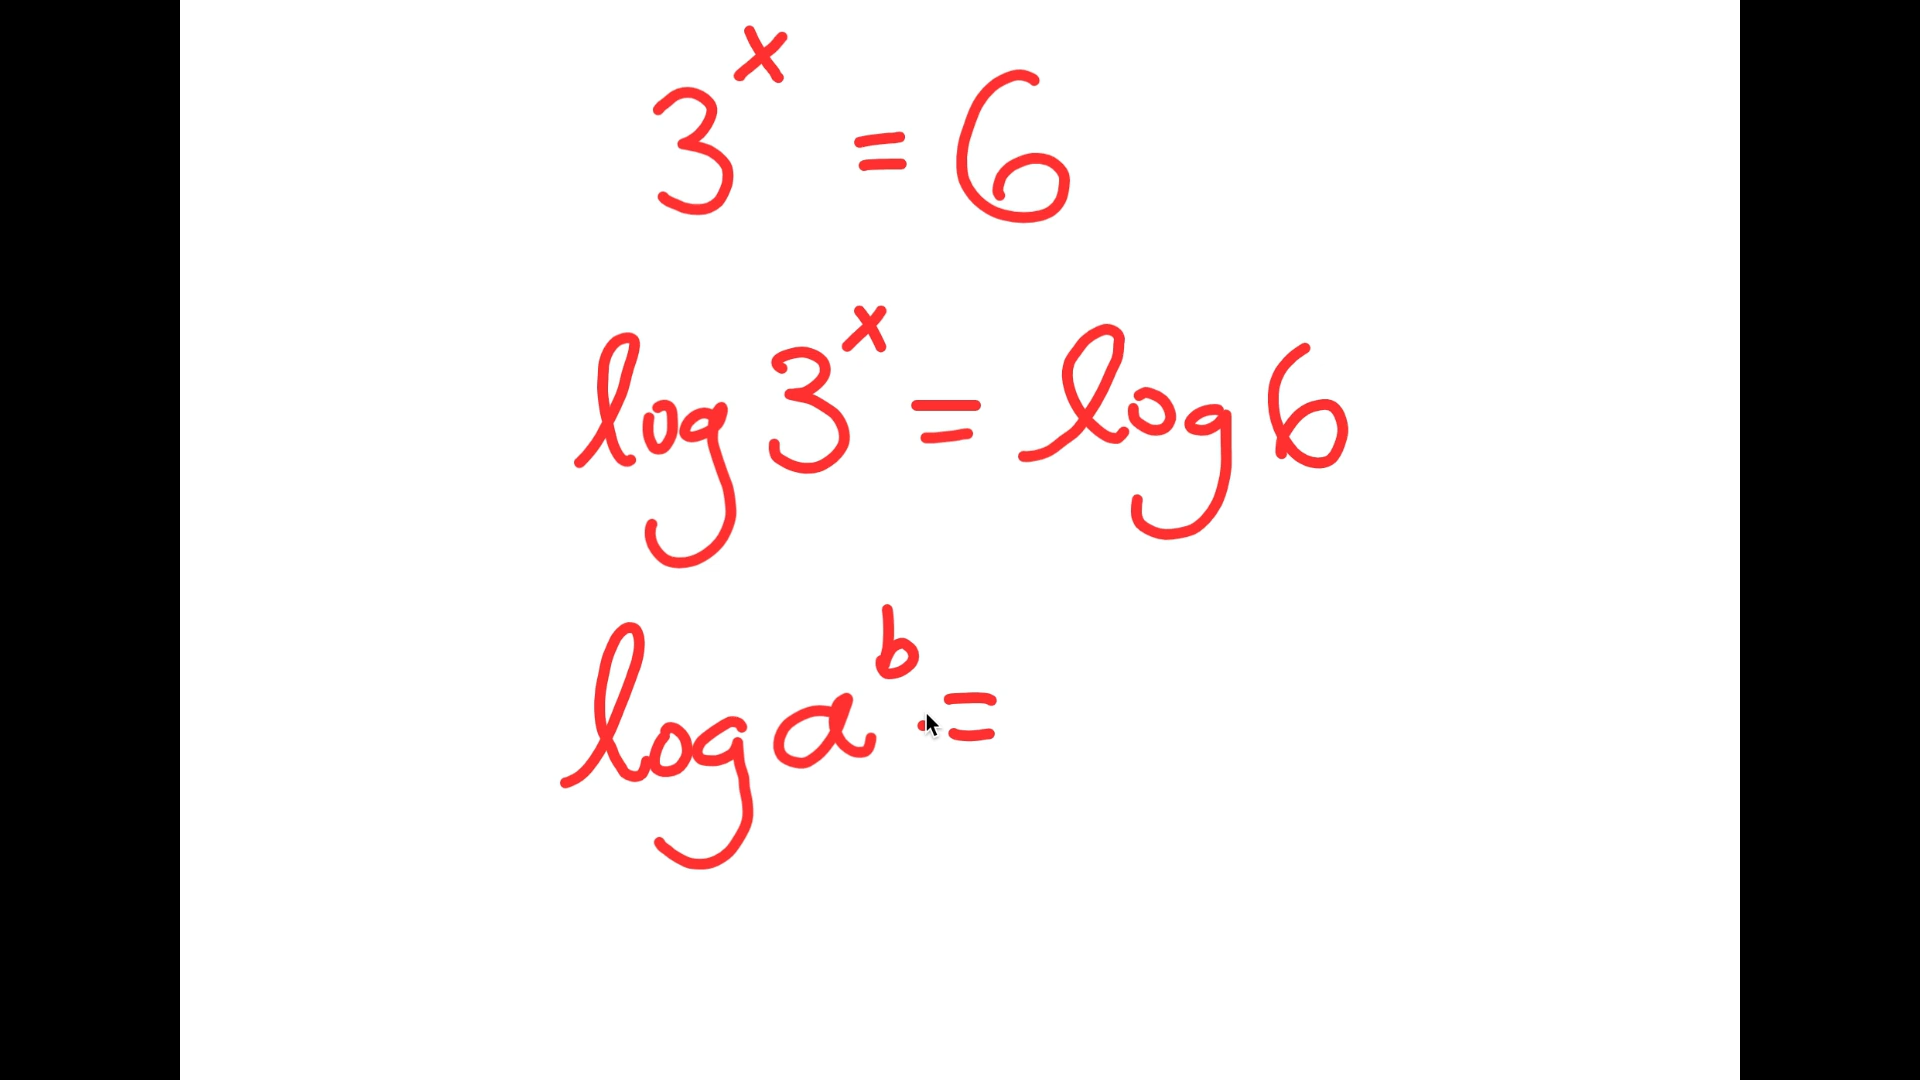 3^x = 6
log 3^x = log 6
log a^b =